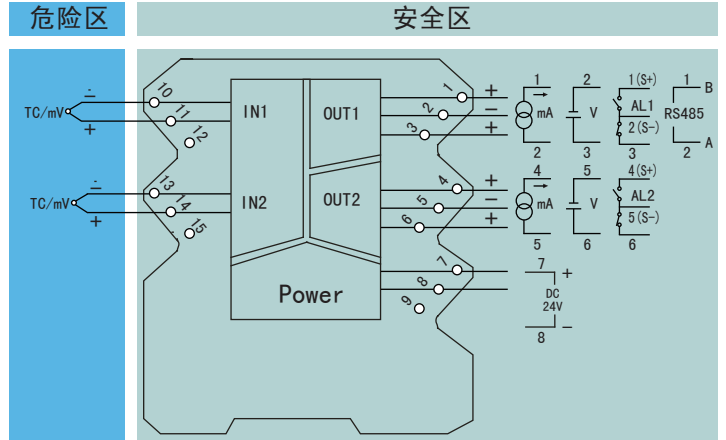 危险区
安全区
TC/mV
-
+
10
11
12
IN1
OUT1
1
2
3
+
−
+
1
mA
2
2
V
3
1(S+)
AL1
2(S-)
3
1
B
RS485
A
2
TC/mV
-
+
13
14
15
IN2
OUT2
4
5
6
+
−
+
4
mA
5
5
V
6
4(S+)
AL2
5(S-)
6
Power
7
8
9
7
+
DC
24V
8
−